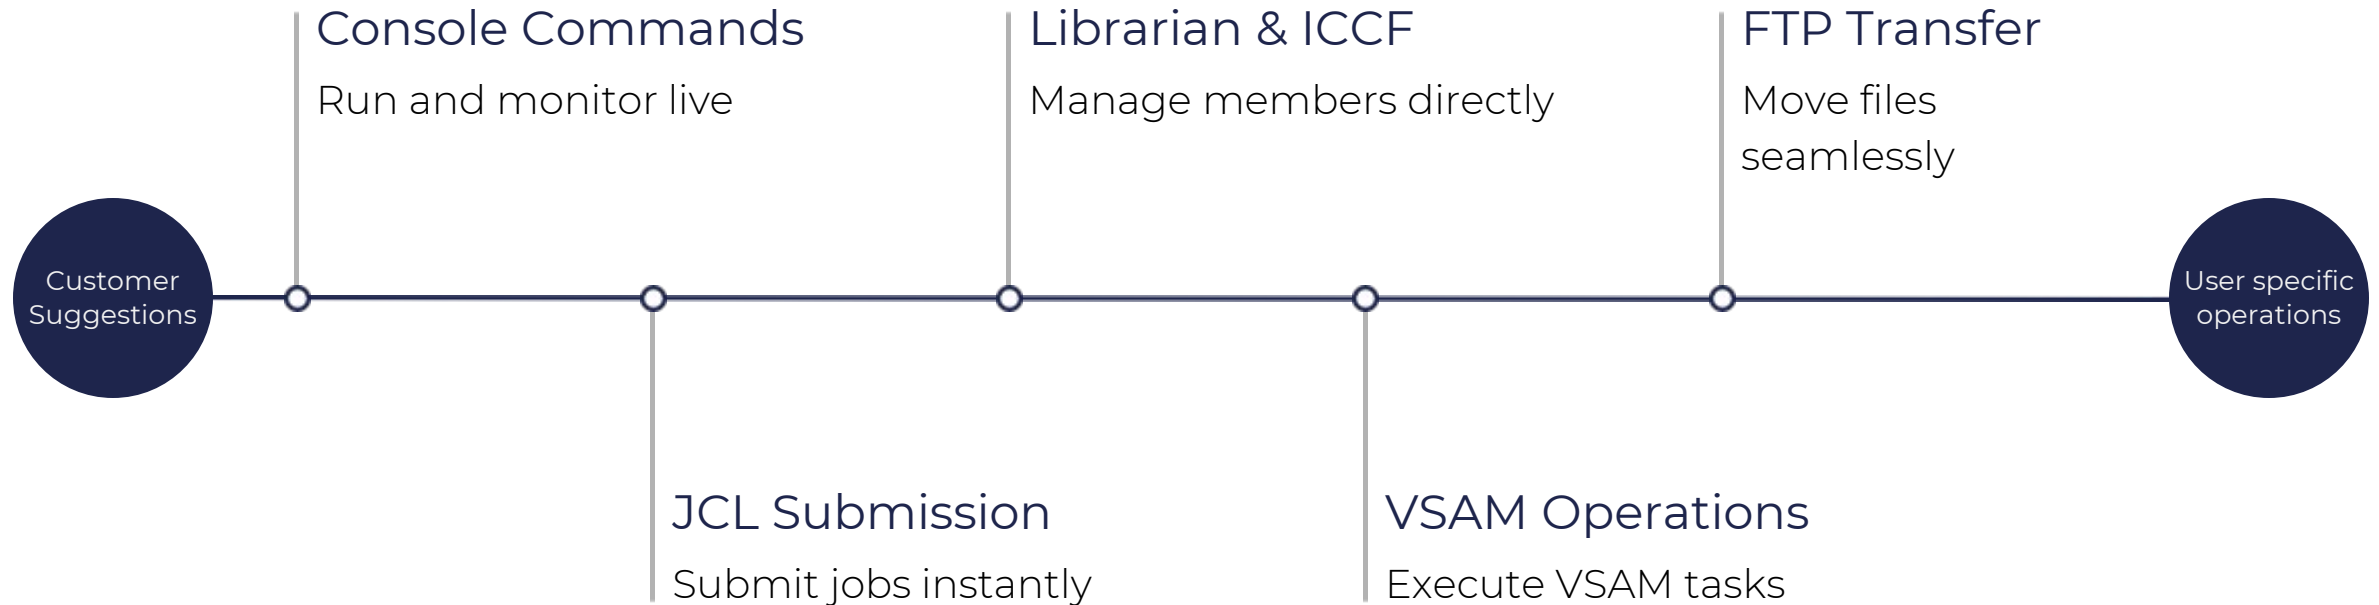 Console Commands
Run and monitor live
Librarian & ICCF
Manage members directly
FTP Transfer
Move files
seamlessly
Customer
Suggestions
User specific
operations
JCL Submission
Submit jobs instantly
VSAM Operations
Execute VSAM tasks